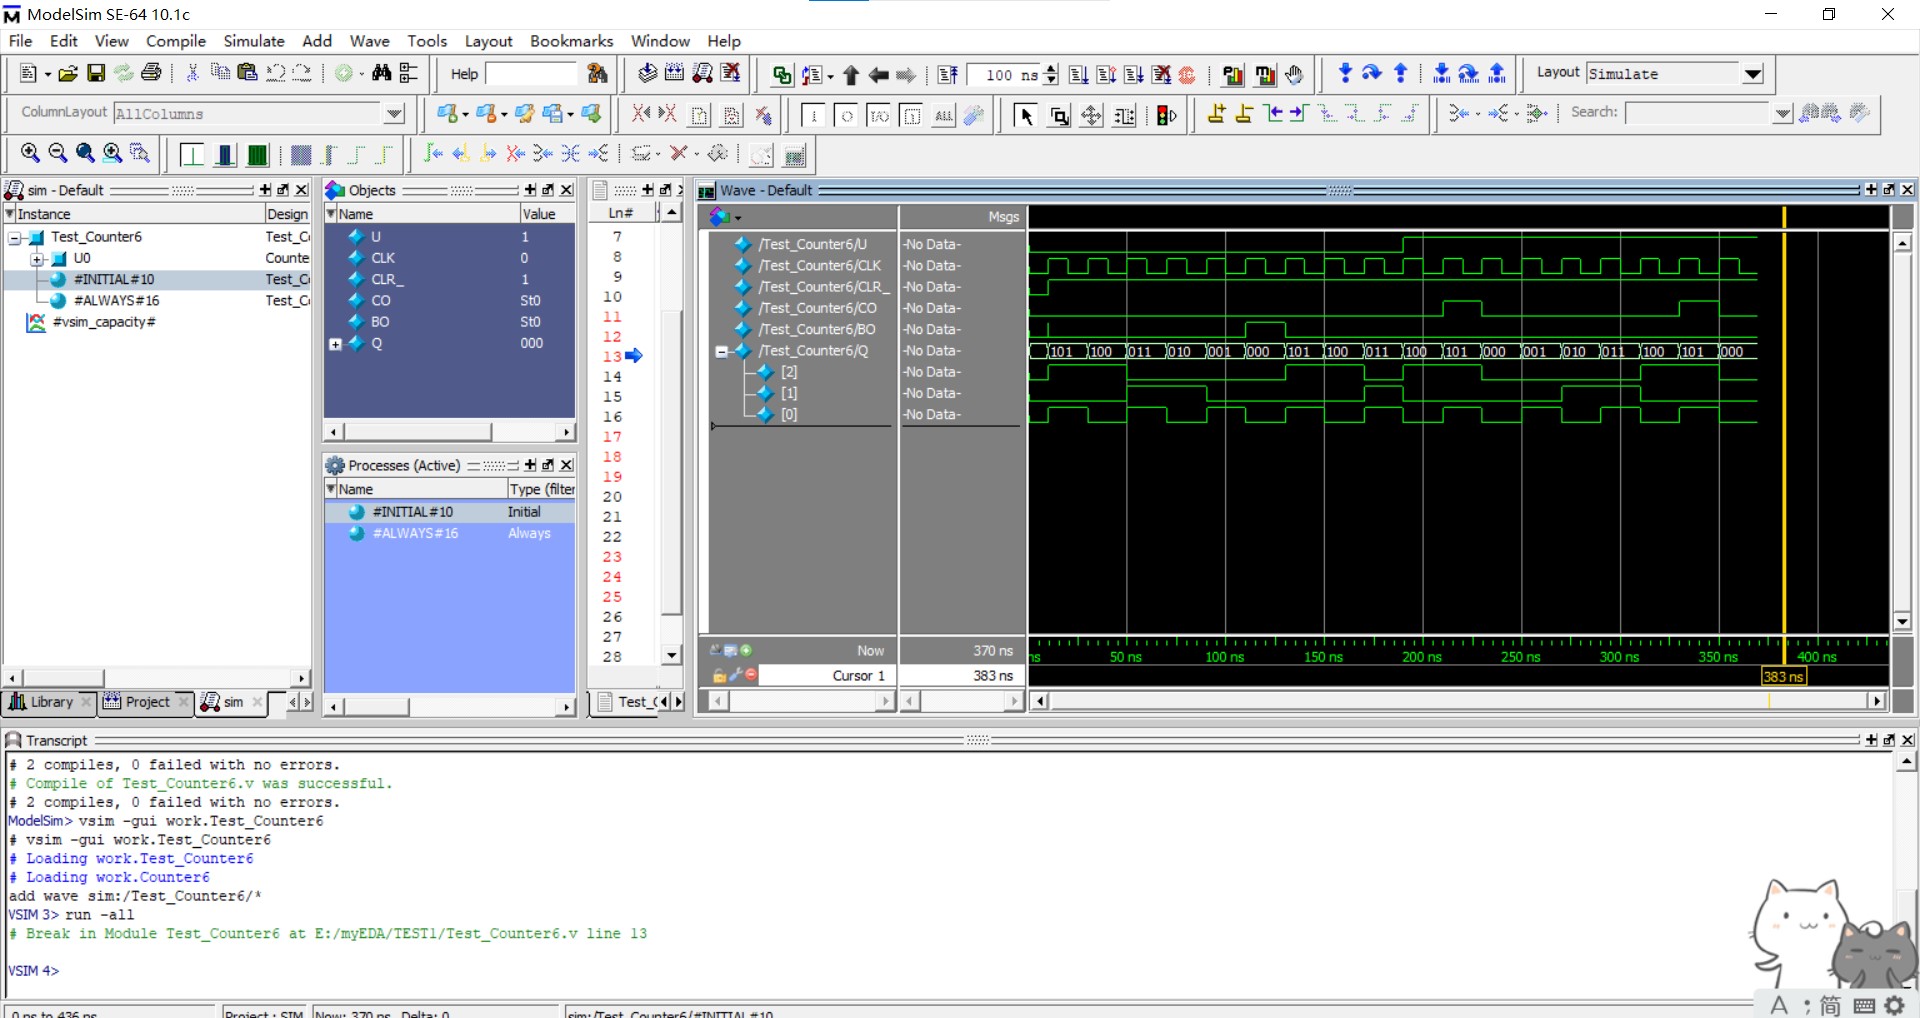 ModelSim SE-64 10.1c
File Edit View Compile Simulate Add Wave Tools Layout Bookmarks Window Help
Help
100 ns
Layout Simulate
ColumnLayout AllColumns
ALL
Search:
sim - Default
Instance Design
Test_Counter6 Test_C
U0 Counte
#INITIAL#10 Test_C
#ALWAYS#16 Test_C
#vsim_capacity#
Library Project sim
Objects
Name Value
U 1
CLK 0
CLR_ 1
CO St0
BO St0
Q 000
Processes (Active)
Name Type (filter
#INITIAL#10 Initial
#ALWAYS#16 Always
Ln#
7
8
9
10
11
12
13
14
15
16
17
18
19
20
21
22
23
24
25
26
27
28
Test_C
Wave - Default
Msgs
/Test_Counter6/U -No Data-
/Test_Counter6/CLK -No Data-
/Test_Counter6/CLR_ -No Data-
/Test_Counter6/CO -No Data-
/Test_Counter6/BO -No Data-
/Test_Counter6/Q -No Data- 101 100 011 010 001 000 101 100 011 100 101 000 001 010 011 100 101 000
[2] -No Data-
[1] -No Data-
[0] -No Data-
Now 370 ns ns 50 ns 100 ns 150 ns 200 ns 250 ns 300 ns 350 ns 400 ns
Cursor 1 383 ns 383 ns
Transcript
# 2 compiles, 0 failed with no errors.
# Compile of Test_Counter6.v was successful.
# 2 compiles, 0 failed with no errors.
ModelSim> vsim -gui work.Test_Counter6
# vsim -gui work.Test_Counter6
# Loading work.Test_Counter6
# Loading work.Counter6
add wave sim:/Test_Counter6/*
VSIM 3> run -all
# Break in Module Test_Counter6 at E:/myEDA/TEST1/Test_Counter6.v line 13
VSIM 4>
A ; 简
0 ns to 436 ns Project : SIM Now: 370 ns Delta: 0 sim:/Test_Counter6/#INITIAL#10